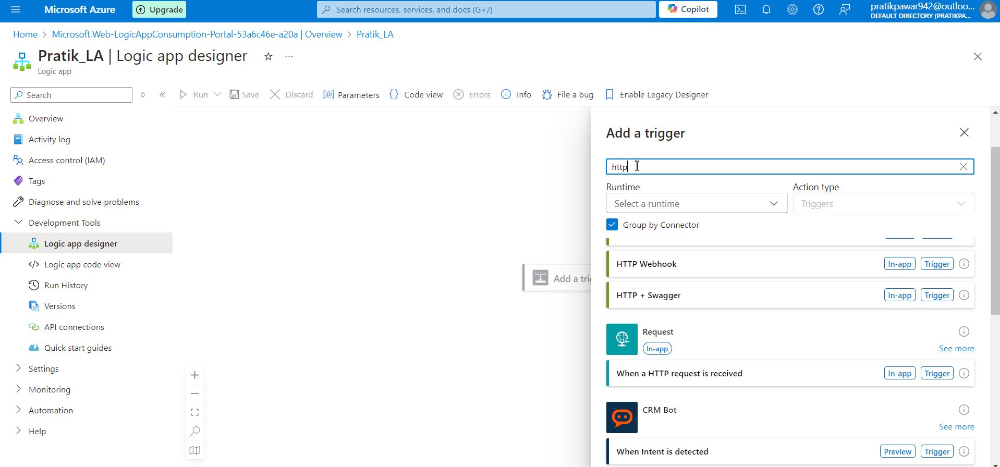 Microsoft Azure
Upgrade
Search resources, services, and docs (G+/)
Copilot
pratikpawar942@outloo...
DEFAULT DIRECTORY (PRATIKPA...
Home > Microsoft.Web-LogicAppConsumption-Portal-53a6c46e-a20a | Overview > Pratik_LA
Pratik_LA | Logic app designer
Logic app
Search
Run
Save
Discard
Parameters
Code view
Errors
Info
File a bug
Enable Legacy Designer
Overview
Activity log
Access control (IAM)
Tags
Diagnose and solve problems
Development Tools
Logic app designer
Logic app code view
Run History
Versions
API connections
Quick start guides
Settings
Monitoring
Automation
Help
Add a tri
Add a trigger
http
Runtime
Action type
Select a runtime
Triggers
Group by Connector
HTTP Webhook
In-app
Trigger
HTTP + Swagger
In-app
Trigger
Request
In-app
See more
When a HTTP request is received
In-app
Trigger
CRM Bot
See more
When Intent is detected
Preview
Trigger